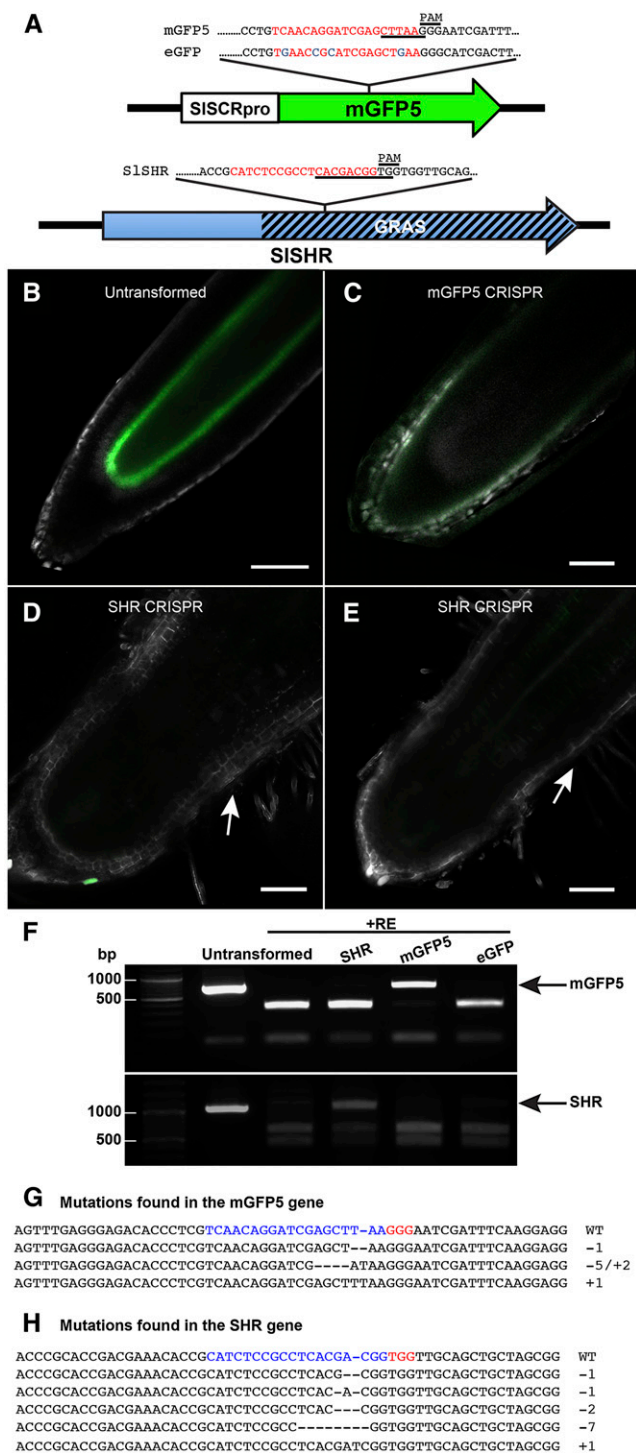 A
PAM
mGFP5 ………CCTGTCAACAGGATCGAGCTTAAGGGAATCGATTT…
eGFP ………CCTGTGAACCGCATCGAGCTGAAGGGCATCGACTT…
SlSCRpro mGFP5
PAM
SlSHR ………ACCGCATCTCCGCCTCACGACGGTGGTGGTTGCAG…
GRAS
SlSHR
B Untransformed
C mGFP5 CRISPR
D SHR CRISPR
E SHR CRISPR
F
+RE
bp Untransformed SHR mGFP5 eGFP
1000
500
mGFP5
1000
500
SHR
G Mutations found in the mGFP5 gene
AGTTTGAGGGAGACACCCTCGTCAACAGGATCGAGCTT-AAGGGAATCGATTTCAAGGAGG WT
AGTTTGAGGGAGACACCCTCGTCAACAGGATCGAGCT--AAGGGAATCGATTTCAAGGAGG -1
AGTTTGAGGGAGACACCCTCGTCAACAGGATCG----ATAAGGGAATCGATTTCAAGGAGG -5/+2
AGTTTGAGGGAGACACCCTCGTCAACAGGATCGAGCTTTAAGGGAATCGATTTCAAGGAGG +1
H Mutations found in the SHR gene
ACCCGCACCGACGAAACACCGCATCTCCGCCTCACGA-CGGTGGTTGCAGCTGCTAGCGG WT
ACCCGCACCGACGAAACACCGCATCTCCGCCTCACG--CGGTGGTTGCAGCTGCTAGCGG -1
ACCCGCACCGACGAAACACCGCATCTCCGCCTCAC-A-CGGTGGTTGCAGCTGCTAGCGG -1
ACCCGCACCGACGAAACACCGCATCTCCGCCTCAC---CGGTGGTTGCAGCTGCTAGCGG -2
ACCCGCACCGACGAAACACCGCATCTCCGCC--------GGTGGTTGCAGCTGCTAGCGG -7
ACCCGCACCGACGAAACACCGCATCTCCGCCTCACGATCGGTGGTTGCAGCTGCTAGCGG +1